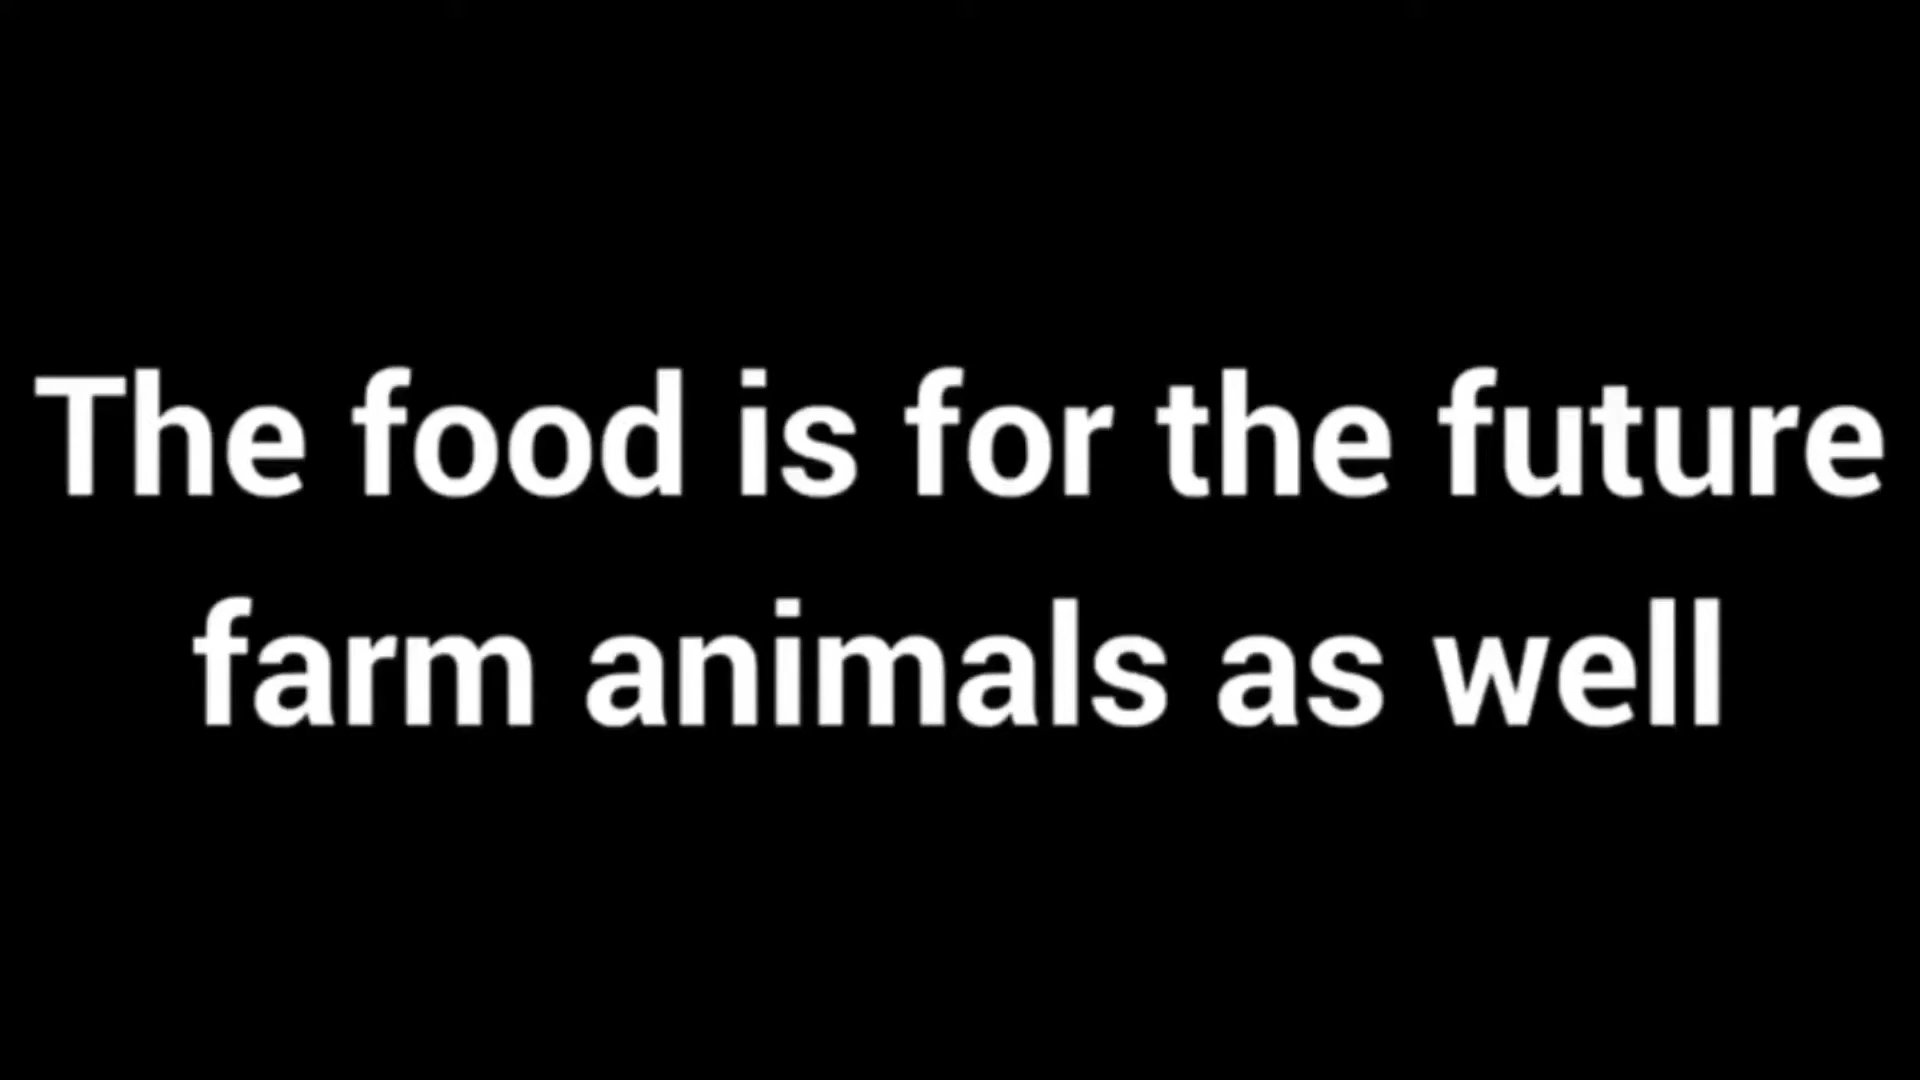 The food is for the future
farm animals as well